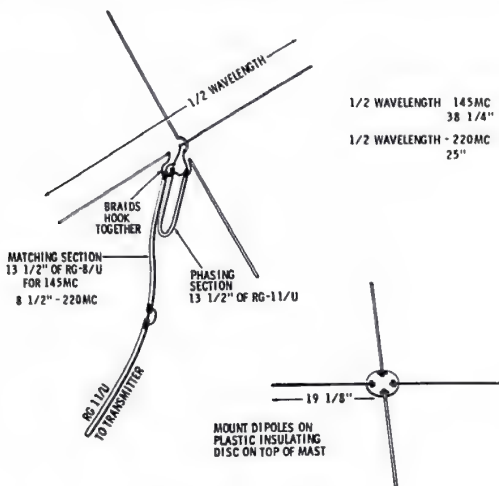 1/2 WAVELENGTH
1/2 WAVELENGTH 145MC
38 1/4"
1/2 WAVELENGTH - 220MC
25"
BRAIDS
HOOK
TOGETHER
MATCHING SECTION
13 1/2" OF RG-8/U
FOR 145MC
8 1/2" - 220MC
PHASING
SECTION
13 1/2" OF RG-11/U
RG 11/U
TO TRANSMITTER
19 1/8"
MOUNT DIPOLES ON
PLASTIC INSULATING
DISC ON TOP OF MAST